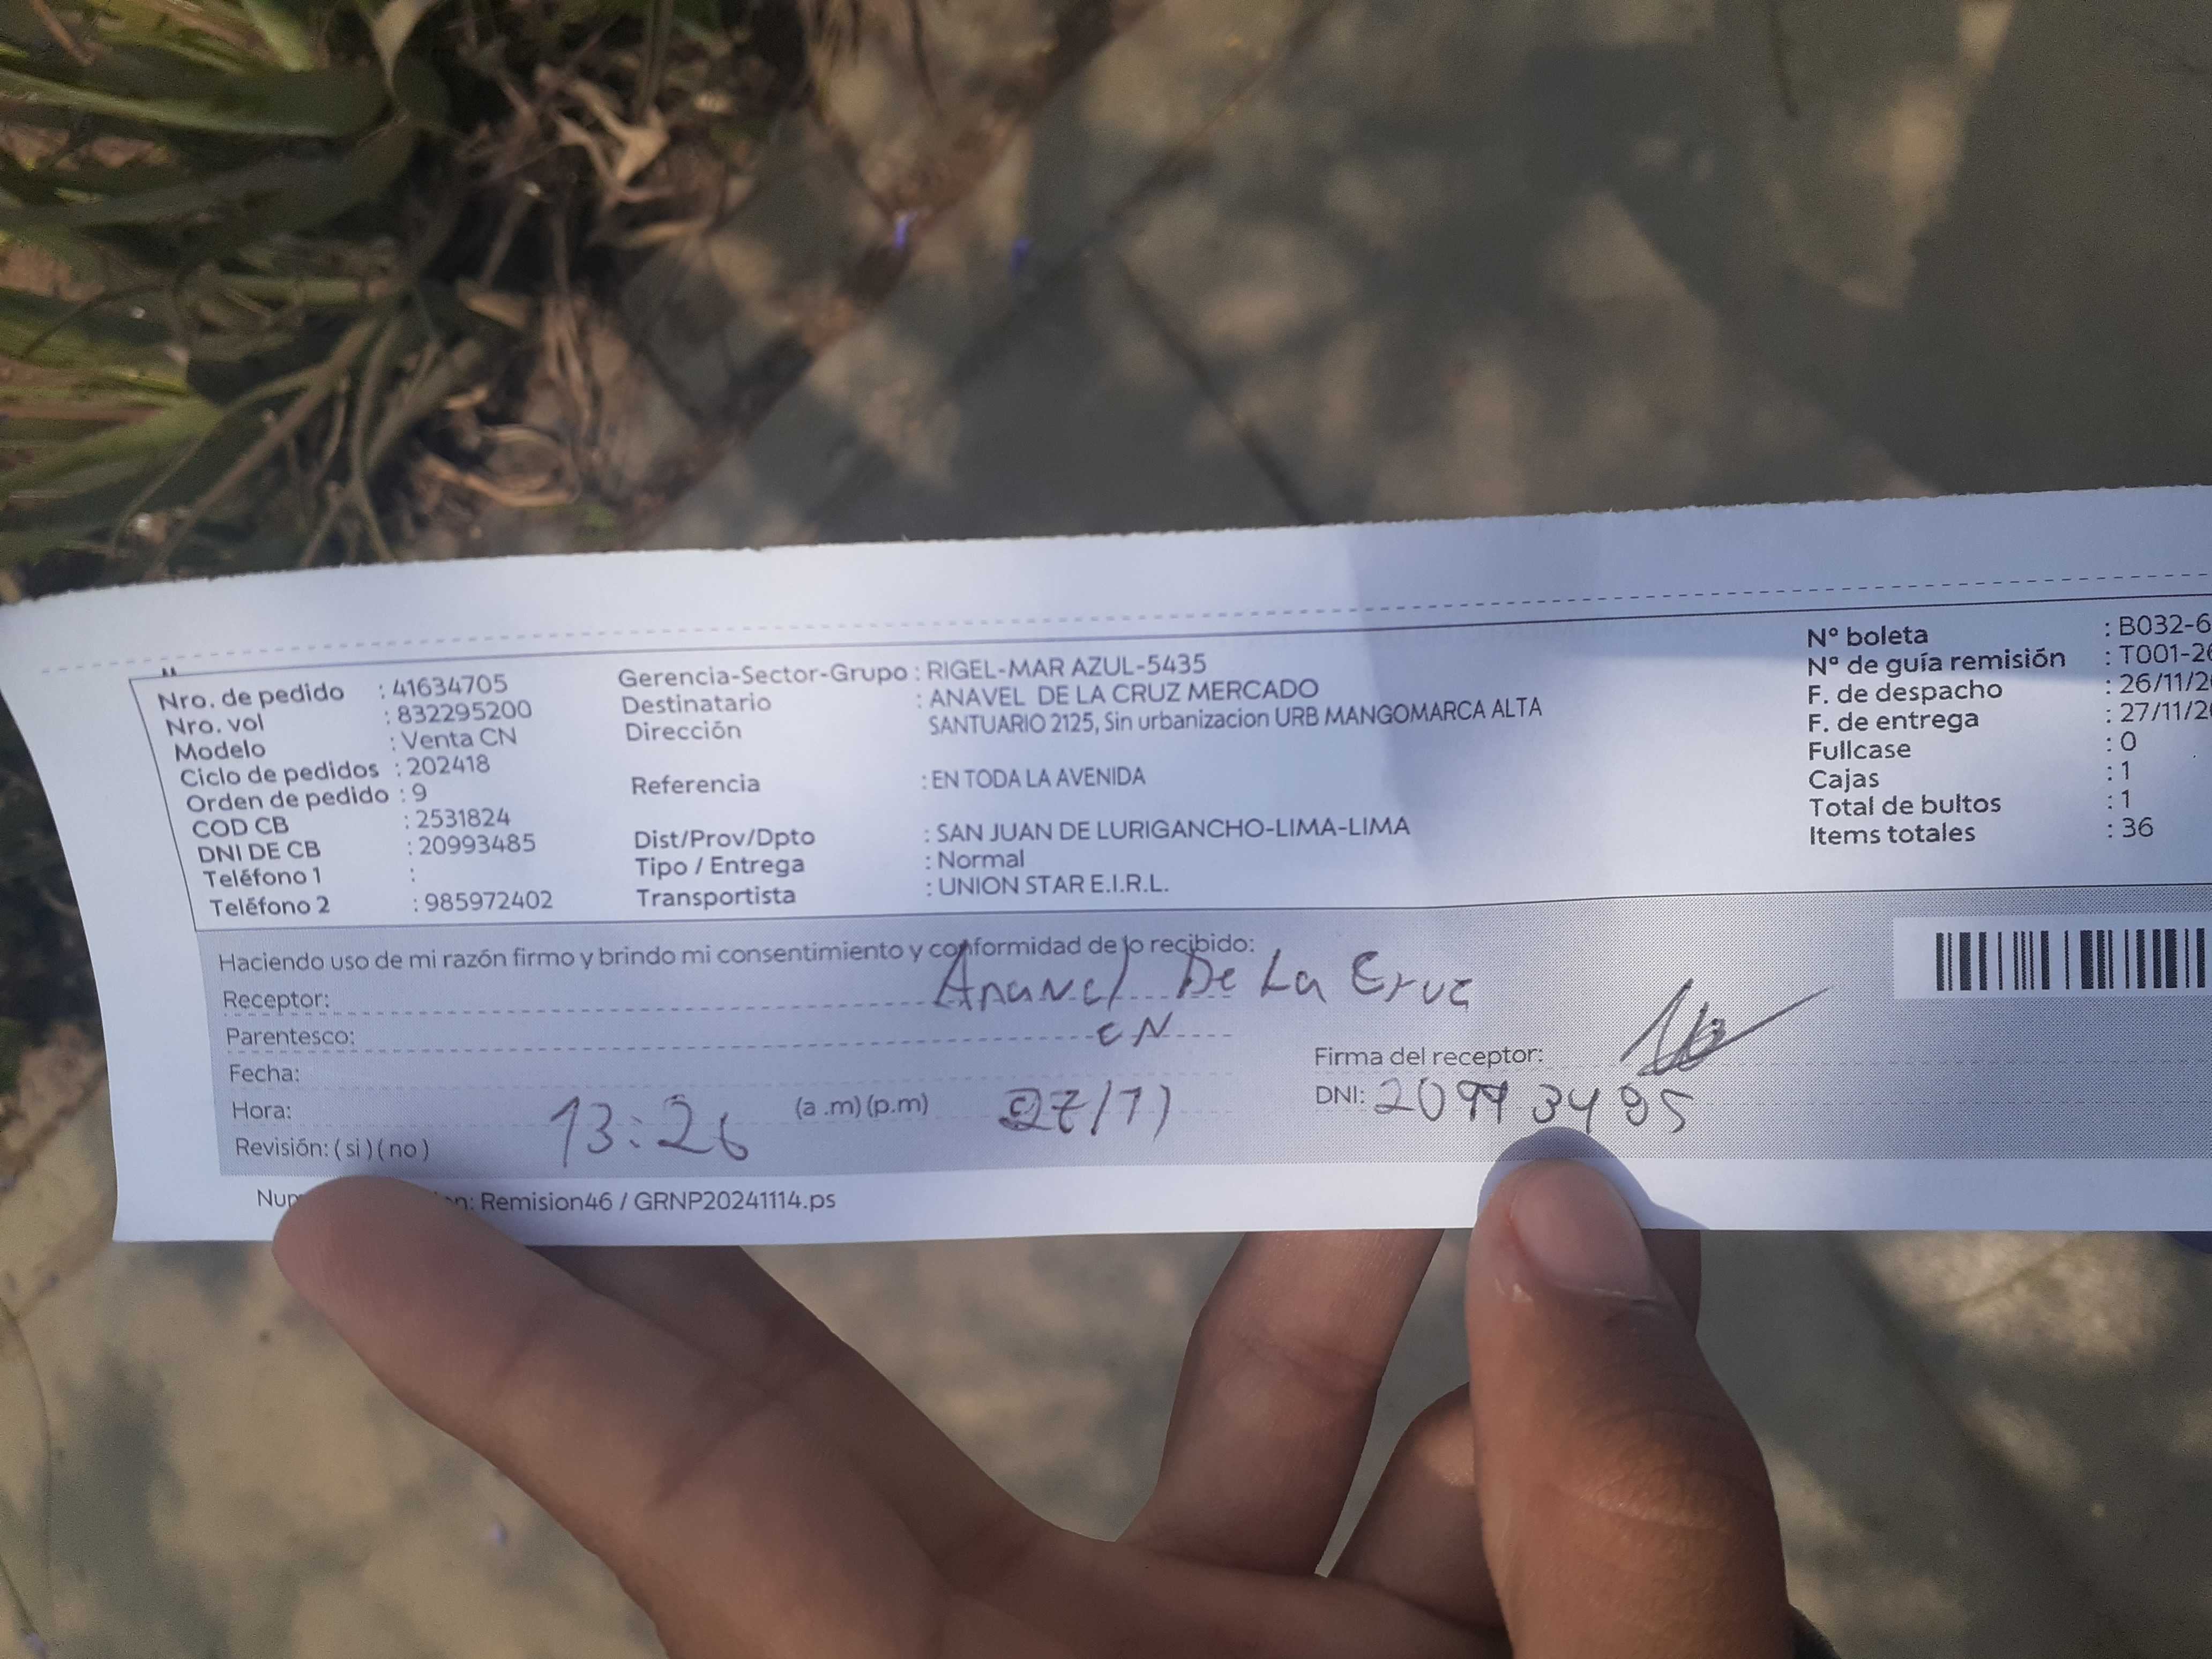 Nro. de pedido : 41634705
Nro. vol : 832295200
Modelo : Venta CN
Ciclo de pedidos : 202418
Orden de pedido : 9
COD CB : 2531824
DNI DE CB : 20993485
Teléfono 1 :
Teléfono 2 : 985972402
Gerencia-Sector-Grupo : RIGEL-MAR AZUL-5435
Destinatario : ANAVEL DE LA CRUZ MERCADO
Dirección SANTUARIO 2125, Sin urbanizacion URB MANGOMARCA ALTA
Referencia : EN TODA LA AVENIDA
Dist/Prov/Dpto : SAN JUAN DE LURIGANCHO-LIMA-LIMA
Tipo / Entrega : Normal
Transportista : UNION STAR E.I.R.L.
Nº boleta : B032-6
Nº de guía remisión : T001-26
F. de despacho : 26/11/2
F. de entrega : 27/11/2
Fullcase : 0
Cajas : 1
Total de bultos : 1
Items totales : 36
Haciendo uso de mi razón firmo y brindo mi consentimiento y conformidad de lo recibido:
Receptor: Anavel De La Cruz
Parentesco: CN
Fecha:
Hora: 13:26 (a .m) (p.m) 27/11
Revisión: ( si ) ( no )
Firma del receptor:
DNI: 20993485
Remision46 / GRNP20241114.ps